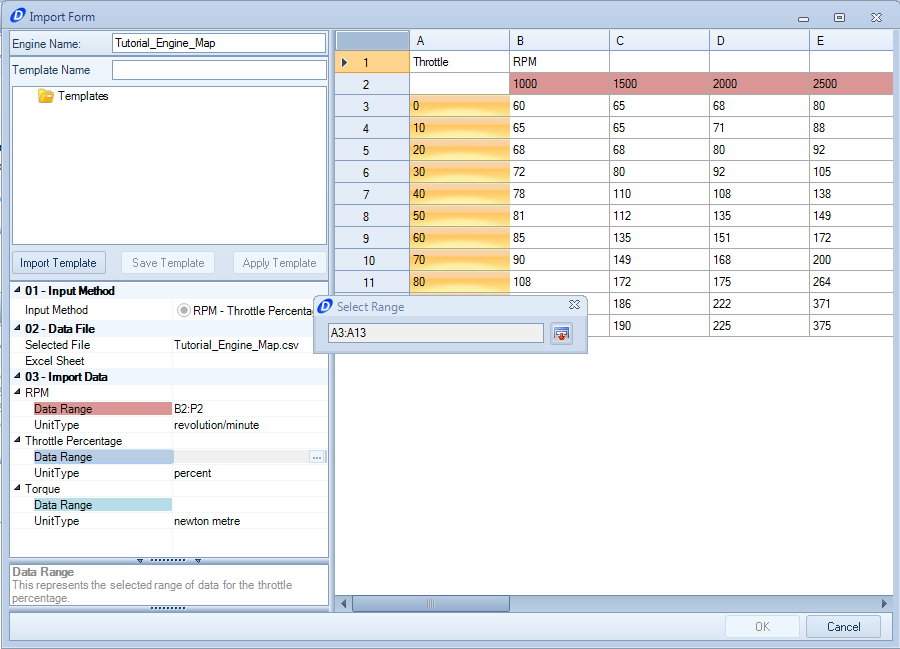 Import Form
Engine Name: Tutorial_Engine_Map
Template Name
Templates
Import Template Save Template Apply Template
01 - Input Method
Input Method RPM - Throttle Percenta
02 - Data File
Selected File Tutorial_Engine_Map.csv
Excel Sheet
03 - Import Data
RPM
Data Range B2:P2
UnitType revolution/minute
Throttle Percentage
Data Range ...
UnitType percent
Torque
Data Range
UnitType newton metre
Data Range
This represents the selected range of data for the throttle
percentage.
A B C D E
1 Throttle RPM
2 1000 1500 2000 2500
3 0 60 65 68 80
4 10 65 65 71 88
5 20 68 68 80 92
6 30 72 80 92 105
7 40 78 110 108 138
8 50 81 112 135 149
9 60 85 135 151 172
10 70 90 149 168 200
11 80 108 172 175 264
186 222 371
190 225 375
Select Range
A3:A13
OK Cancel